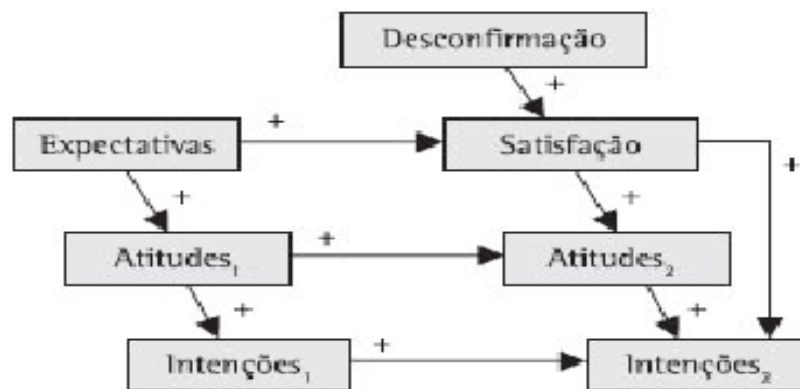 Desconfirmação
+
+
Expectativas
Satisfação
+
+
+
Atitudes₁
+
Atitudes₂
+
+
Intenções₁
+
Intenções₂